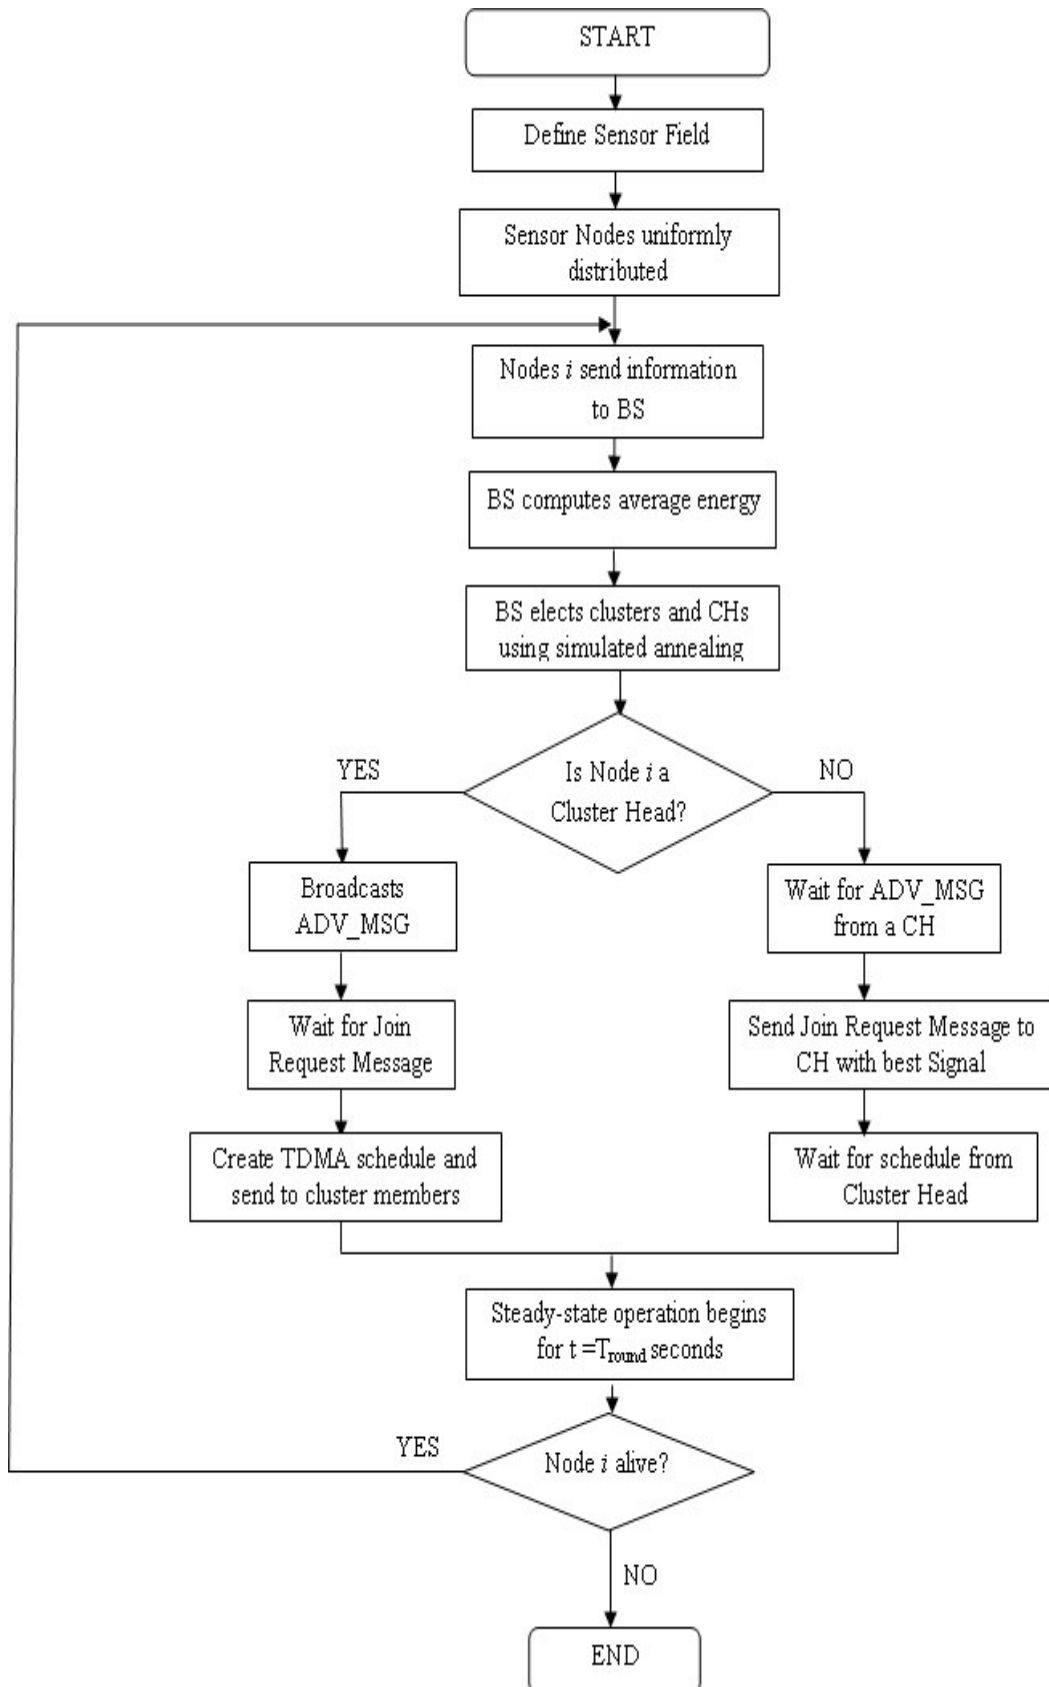 START
Define Sensor Field
Sensor Nodes uniformly
distributed
Nodes i send information
to BS
BS computes average energy
BS elects clusters and CHs
using simulated annealing
YES
Is Node i a
Cluster Head?
NO
Broadcasts
ADV_MSG
Wait for Join
Request Message
Create TDMA schedule and
send to cluster members
Wait for ADV_MSG
from a CH
Send Join Request Message to
CH with best Signal
Wait for schedule from
Cluster Head
Steady-state operation begins
for t =Tround seconds
YES
Node i alive?
NO
END